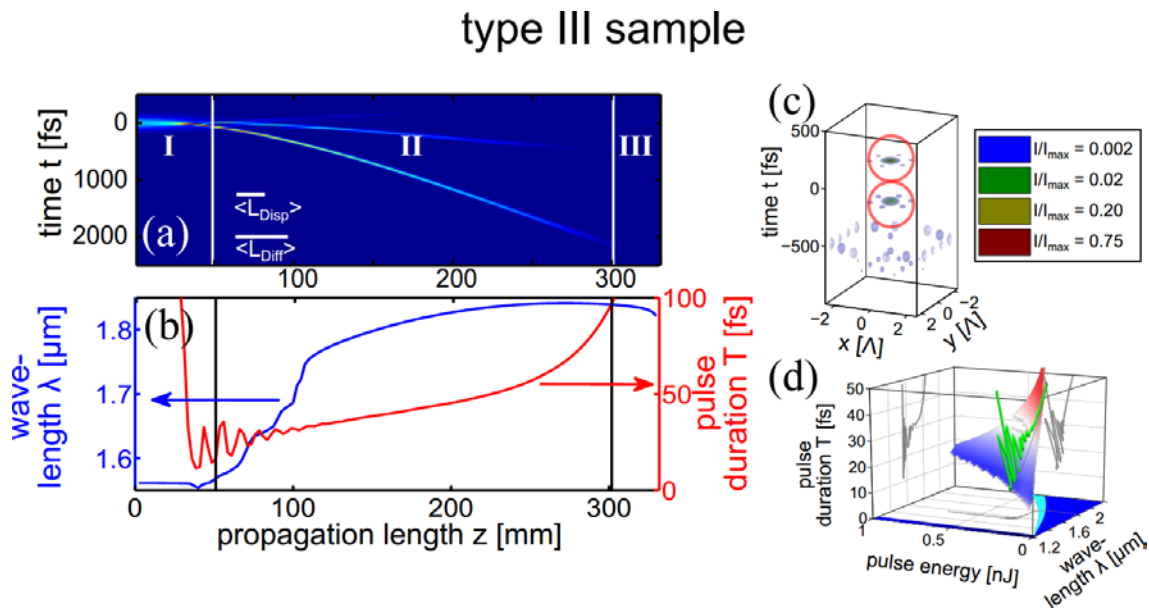 type III sample
0
1000
2000
time t [fs]
I
II
III
(a)
<L_Disp>
<L_Diff>
100
200
300
(b)
1.8
1.7
1.6
wave-
length λ [µm]
100
50
0
pulse
duration T [fs]
0
100
200
300
propagation length z [mm]
(c)
500
0
−500
time t [fs]
−2
0
2
x [Λ]
2
0
−2
y [Λ]
I/I_max = 0.002
I/I_max = 0.02
I/I_max = 0.20
I/I_max = 0.75
(d)
50
40
30
20
10
0
pulse
duration T [fs]
1
0.5
0
pulse energy [nJ]
1.2
1.6
2
wave-
length λ [µm]